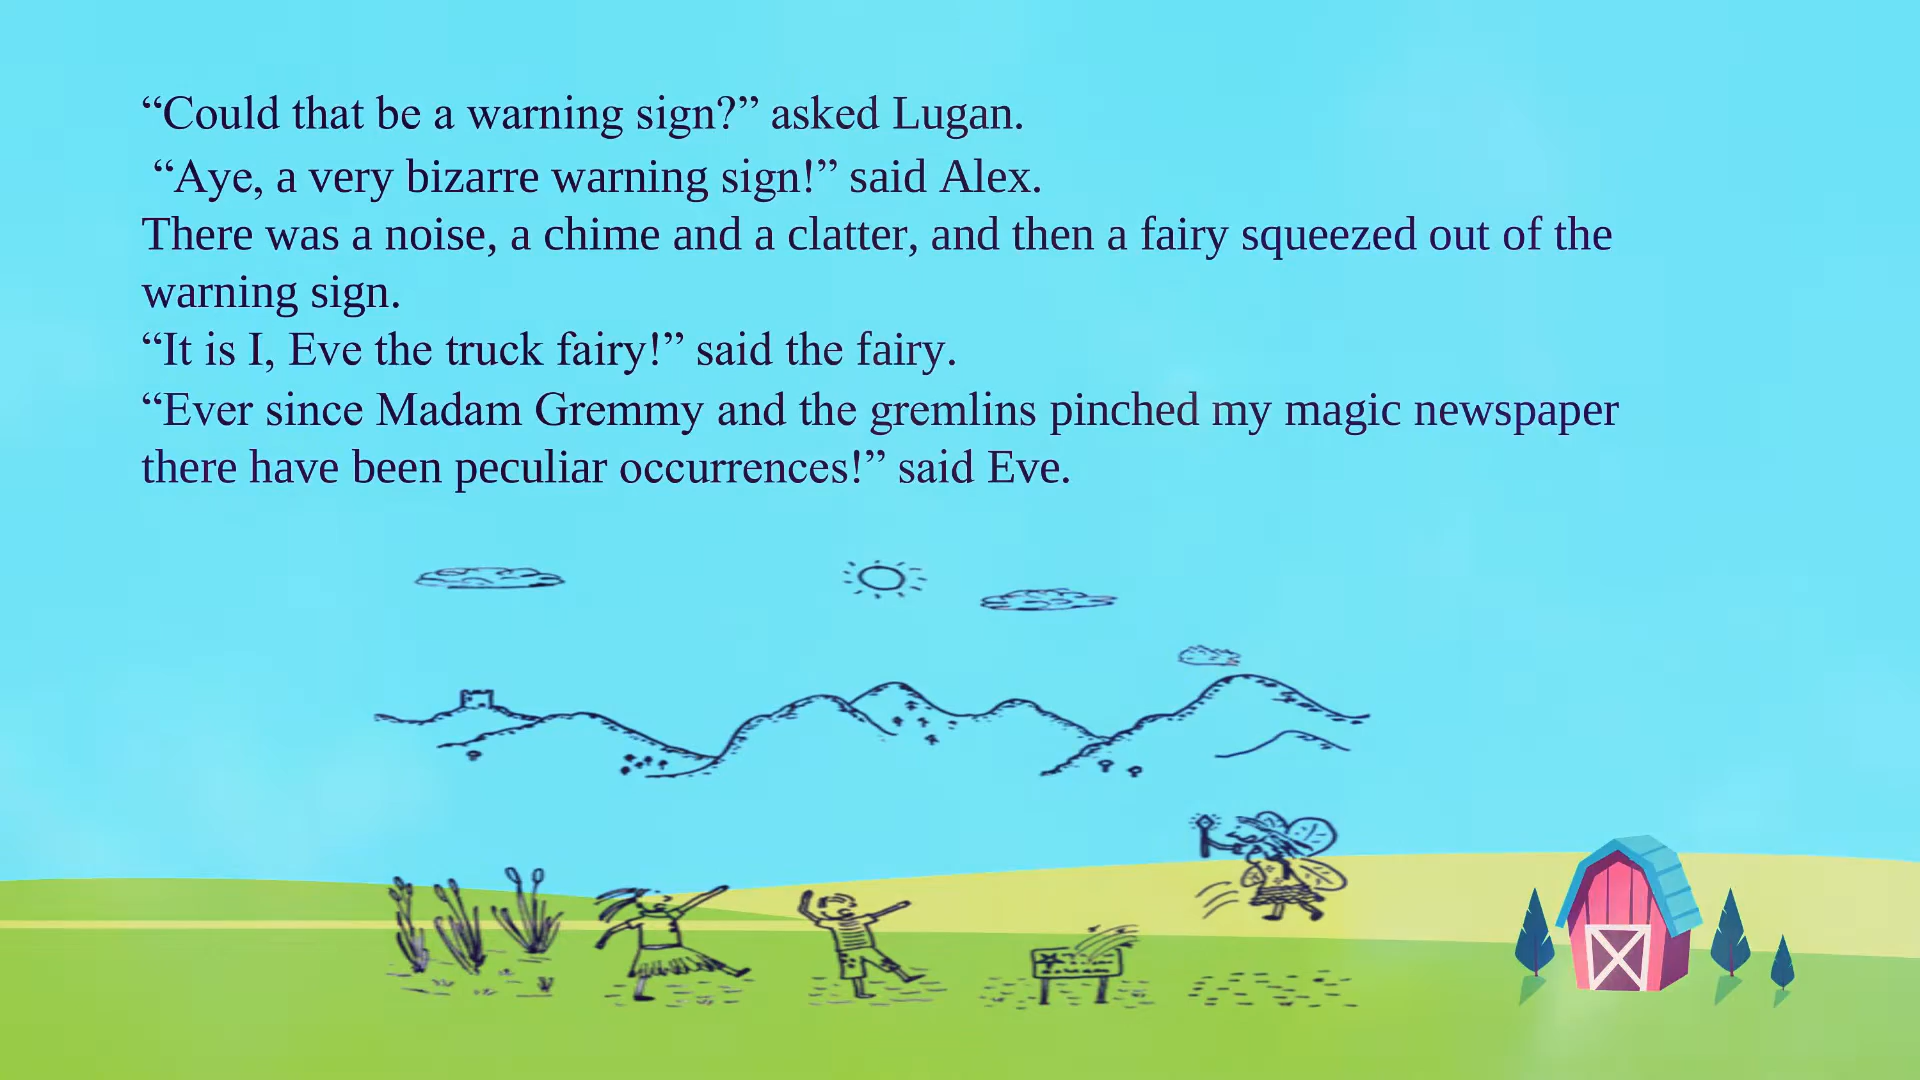 “Could that be a warning sign?” asked Lugan.
“Aye, a very bizarre warning sign!” said Alex.
There was a noise, a chime and a clatter, and then a fairy squeezed out of the
warning sign.
“It is I, Eve the truck fairy!” said the fairy.
“Ever since Madam Gremmy and the gremlins pinched my magic newspaper
there have been peculiar occurrences!” said Eve.